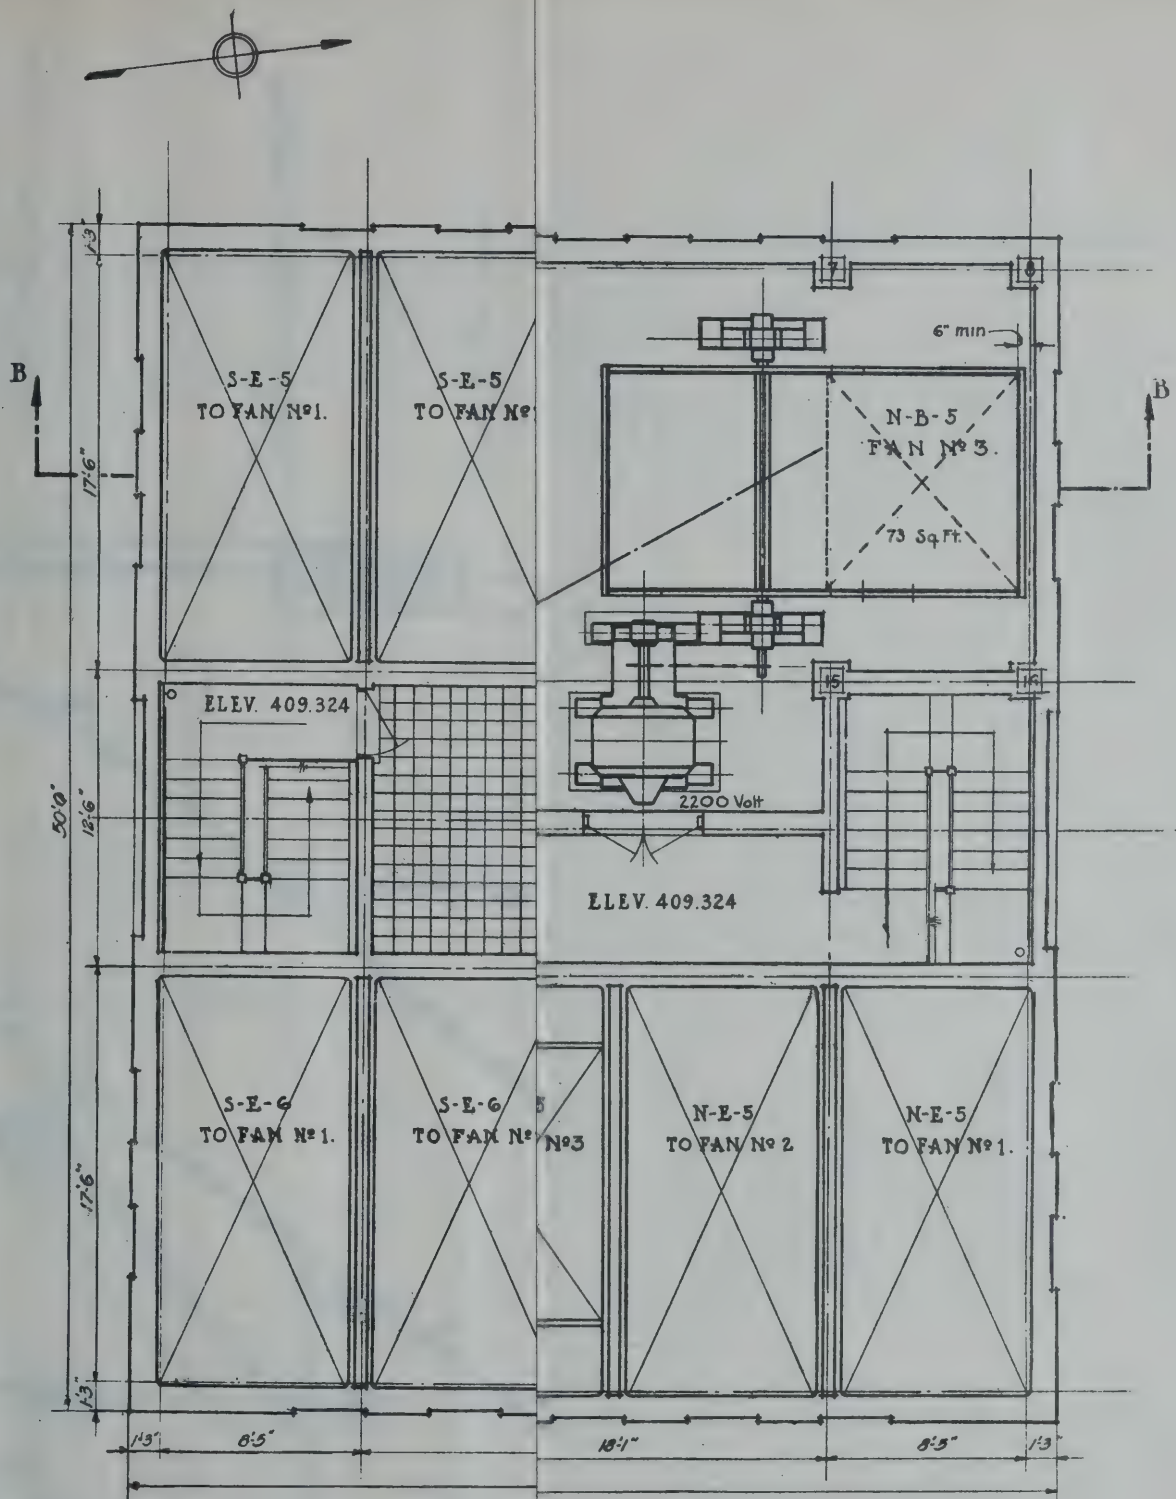 7
8
1'-3"
6" min
B
B
S-E-5
TO FAN Nº1.
S-E-5
TO FAN Nº
N-B-5
FAN Nº3.
73 Sq.Ft.
17'-6"
15
16
ELEV. 409.324
2200 Volt
50'-0"
12'-6"
ELEV. 409.324
S-E-6
TO FAN Nº1.
S-E-6
TO FAN Nº
Nº3
N-E-5
TO FAN Nº2
N-E-5
TO FAN Nº1.
17'-6"
1'-3"
1'-3"
8'-5"
18'-1"
8'-5"
1'-3"